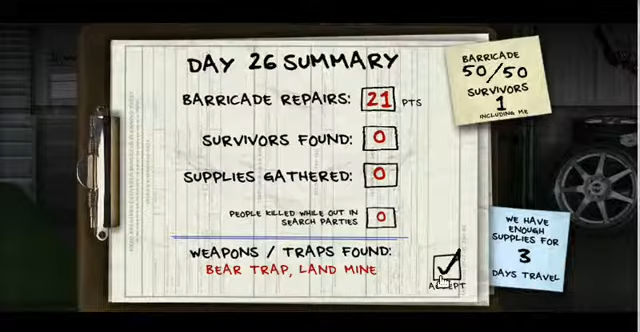 DAY 26 SUMMARY
BARRICADE REPAIRS: 21 PTS
SURVIVORS FOUND: 0
SUPPLIES GATHERED: 0
PEOPLE KILLED WHILE OUT IN
SEARCH PARTIES 0
WEAPONS / TRAPS FOUND:
BEAR TRAP, LAND MINE
ACCEPT
BARRICADE
50/50
SURVIVORS
1
INCLUDING ME
WE HAVE
ENOUGH
SUPPLIES FOR
3
DAYS TRAVEL